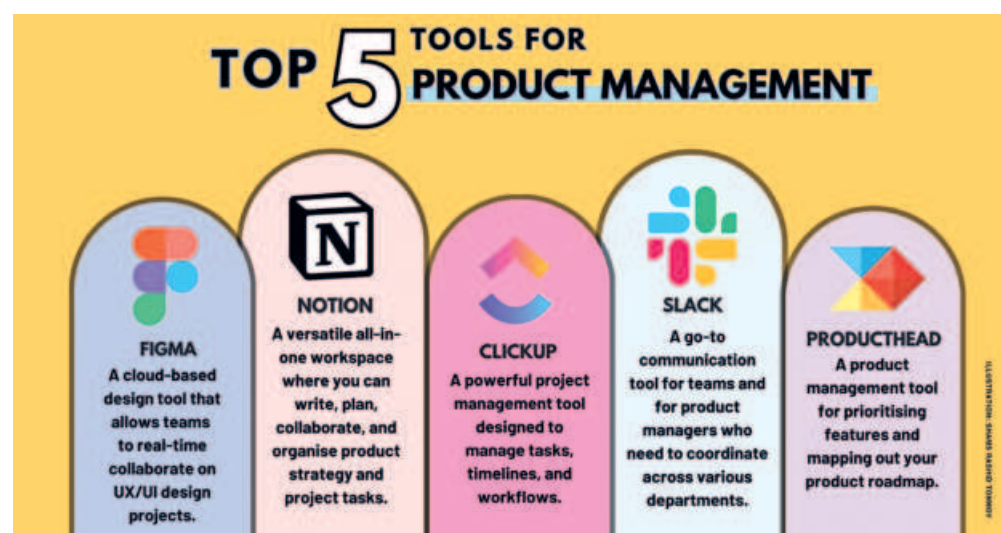 TOP 5 TOOLS FOR
PRODUCT MANAGEMENT
FIGMA
A cloud-based
design tool that
allows teams
to real-time
collaborate on
UX/UI design
projects.
N
NOTION
A versatile all-in-
one workspace
where you can
write, plan,
collaborate, and
organise product
strategy and
project tasks.
CLICKUP
A powerful project
management tool
designed to
manage tasks,
timelines, and
workflows.
SLACK
A go-to
communication
tool for teams and
for product
managers who
need to coordinate
across various
departments.
PRODUCTHEAD
A product
management tool
for prioritising
features and
mapping out your
product roadmap.
ILLUSTRATION: SHAMS RASHID TONMOY